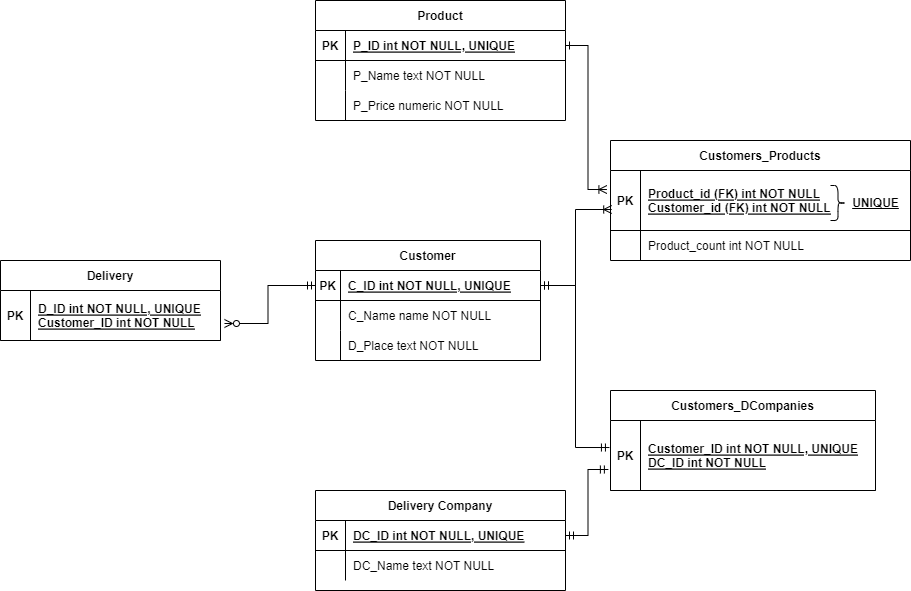 Product
PK
P_ID int NOT NULL, UNIQUE
P_Name text NOT NULL
P_Price numeric NOT NULL
Customers_Products
PK
Product_id (FK) int NOT NULL
Customer_id (FK) int NOT NULL
UNIQUE
Product_count int NOT NULL
Customer
PK
C_ID int NOT NULL, UNIQUE
C_Name name NOT NULL
D_Place text NOT NULL
Delivery
PK
D_ID int NOT NULL, UNIQUE
Customer_ID int NOT NULL
Customers_DCompanies
PK
Customer_ID int NOT NULL, UNIQUE
DC_ID int NOT NULL
Delivery Company
PK
DC_ID int NOT NULL, UNIQUE
DC_Name text NOT NULL